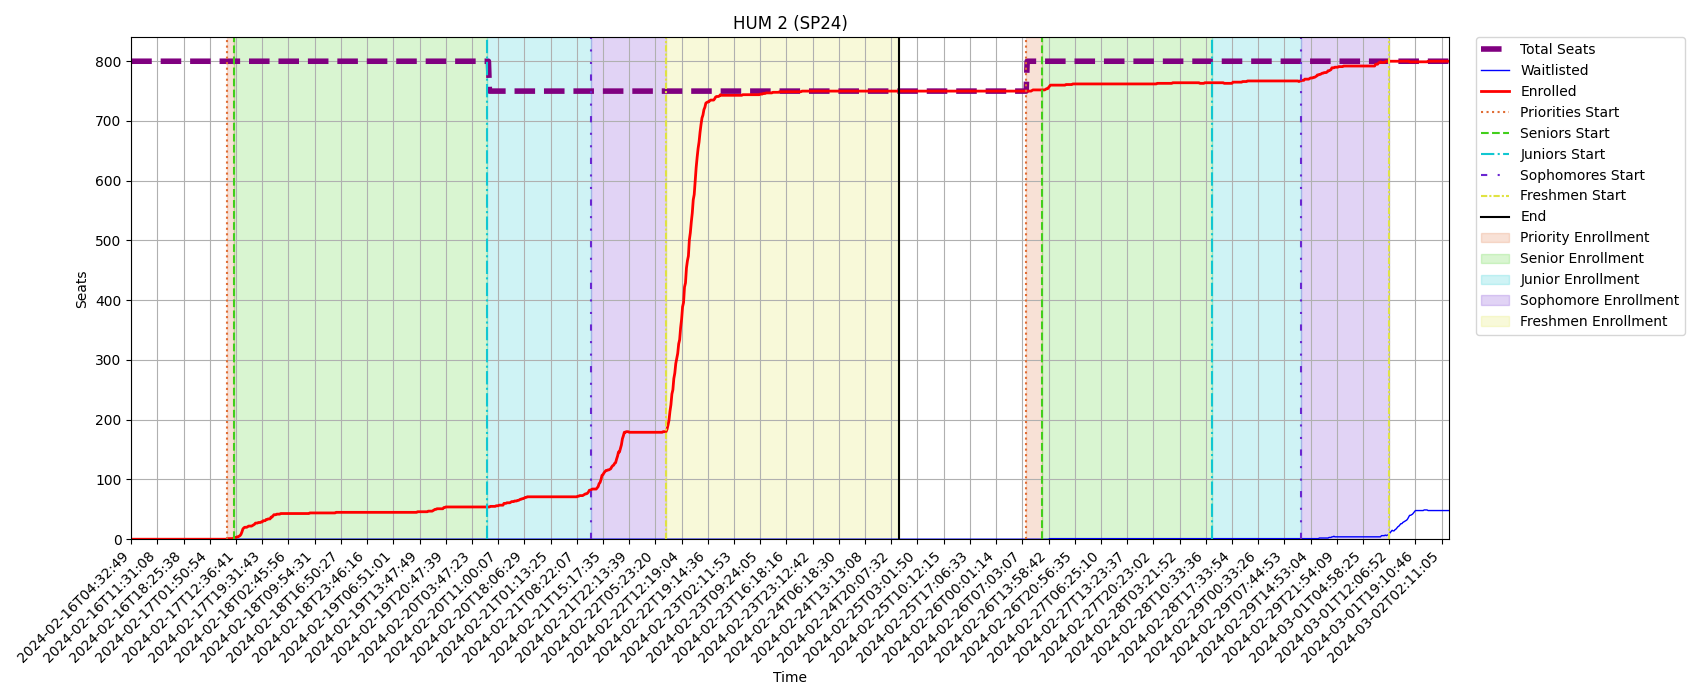 HUM 2 (SP24)
Seats
800
700
600
500
400
300
200
100
0
2024-02-16T04:32:49
2024-02-16T11:31:08
2024-02-16T18:25:38
2024-02-17T01:50:54
2024-02-17T12:36:41
2024-02-17T19:31:43
2024-02-18T02:45:56
2024-02-18T09:54:31
2024-02-18T16:50:27
2024-02-18T23:46:16
2024-02-19T06:51:01
2024-02-19T13:47:49
2024-02-19T20:47:39
2024-02-20T03:47:23
2024-02-20T11:00:07
2024-02-20T18:06:29
2024-02-21T01:13:25
2024-02-21T08:22:07
2024-02-21T15:17:35
2024-02-21T22:13:39
2024-02-22T05:23:20
2024-02-22T12:19:04
2024-02-22T19:14:36
2024-02-23T02:11:53
2024-02-23T09:24:05
2024-02-23T16:18:16
2024-02-23T23:12:42
2024-02-24T06:18:30
2024-02-24T13:13:08
2024-02-24T20:07:32
2024-02-25T03:01:50
2024-02-25T10:12:15
2024-02-25T17:06:33
2024-02-26T00:01:14
2024-02-26T07:03:07
2024-02-26T13:58:42
2024-02-26T20:56:35
2024-02-27T06:25:10
2024-02-27T13:23:37
2024-02-27T20:23:02
2024-02-28T03:21:52
2024-02-28T10:33:36
2024-02-28T17:33:54
2024-02-29T00:33:26
2024-02-29T07:44:53
2024-02-29T14:53:04
2024-02-29T21:54:09
2024-03-01T04:58:25
2024-03-01T12:06:52
2024-03-01T19:10:46
2024-03-02T02:11:05
Time
Total Seats
Waitlisted
Enrolled
Priorities Start
Seniors Start
Juniors Start
Sophomores Start
Freshmen Start
End
Priority Enrollment
Senior Enrollment
Junior Enrollment
Sophomore Enrollment
Freshmen Enrollment